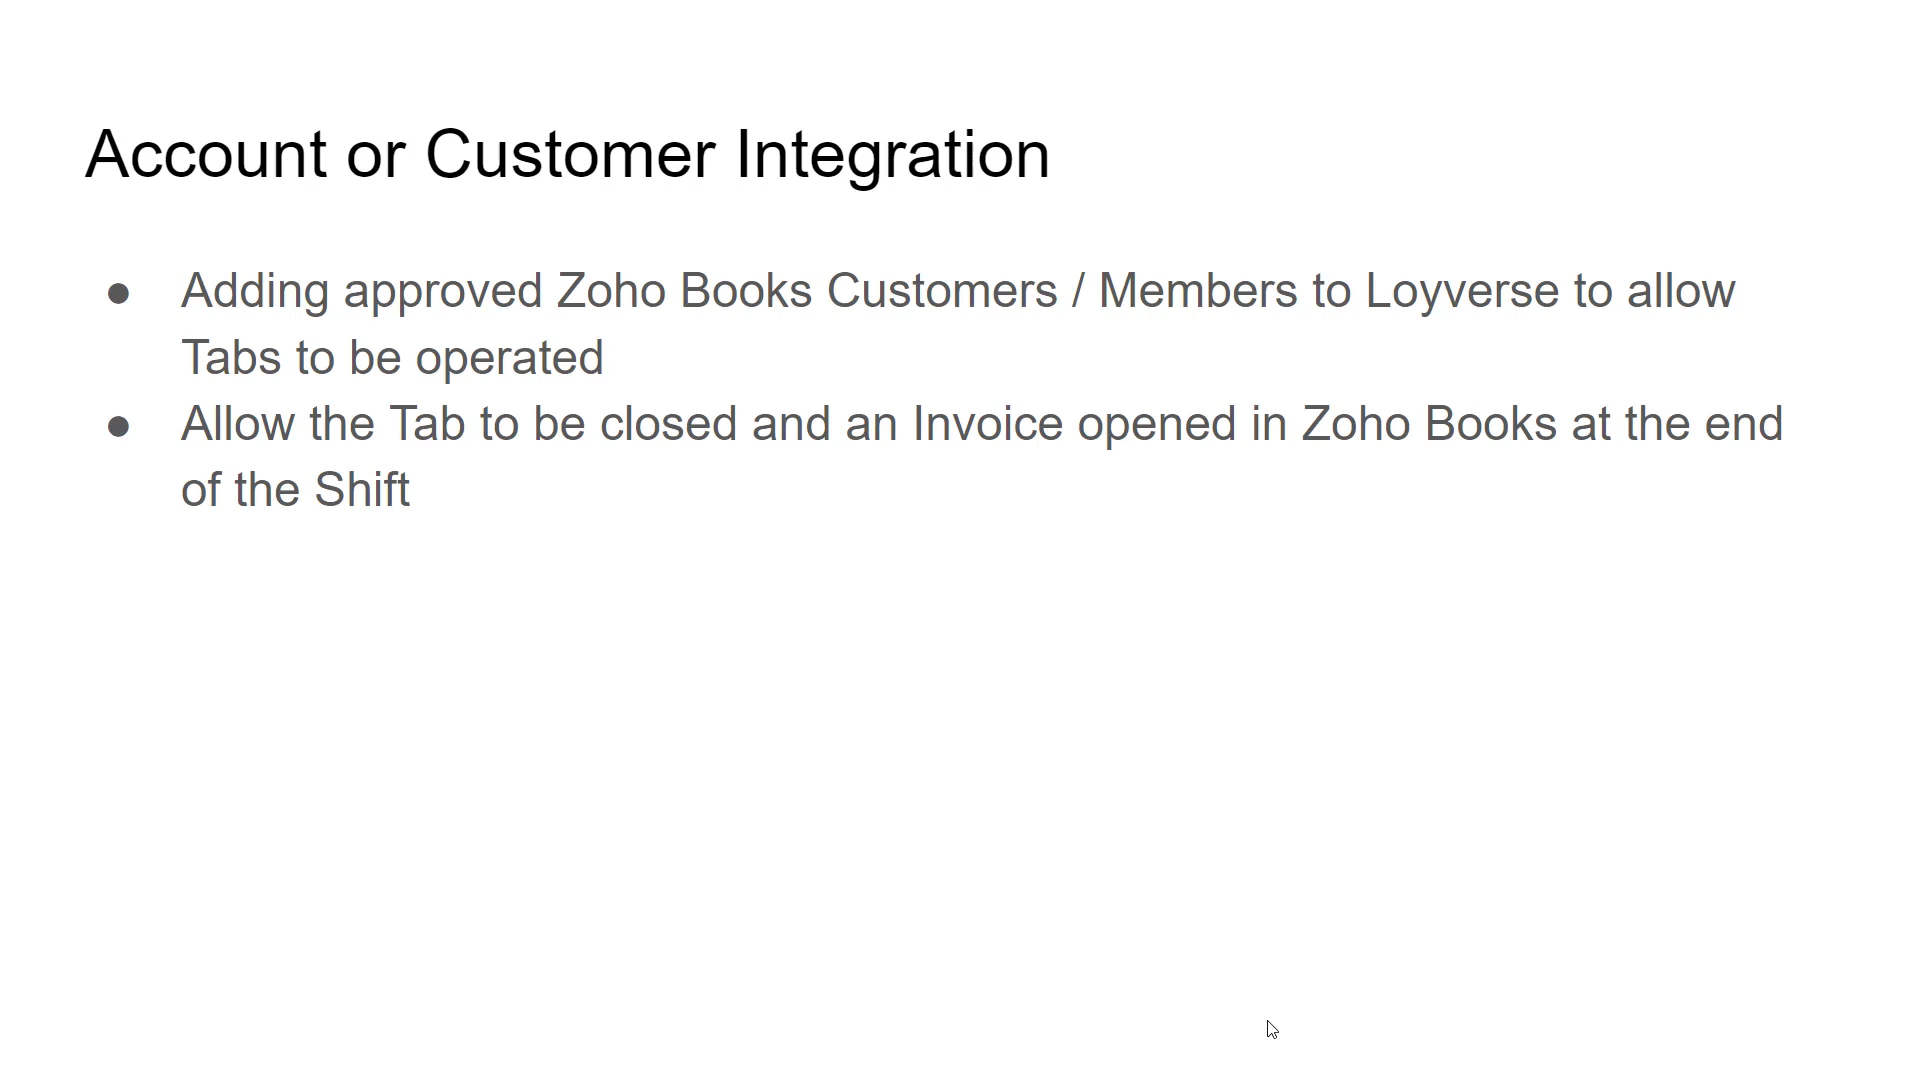 Account or Customer Integration
● Adding approved Zoho Books Customers / Members to Loyverse to allow
Tabs to be operated
● Allow the Tab to be closed and an Invoice opened in Zoho Books at the end
of the Shift